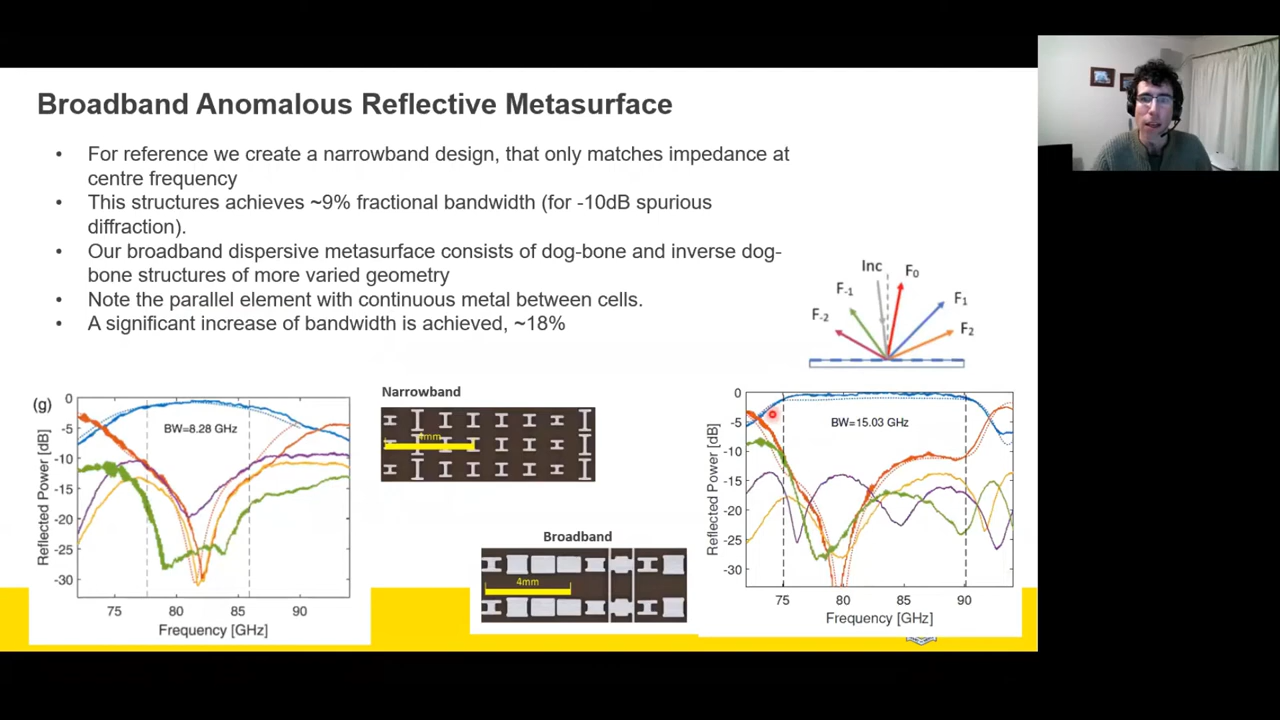 Broadband Anomalous Reflective Metasurface
• For reference we create a narrowband design, that only matches impedance at
centre frequency
• This structures achieves ~9% fractional bandwidth (for -10dB spurious
diffraction).
• Our broadband dispersive metasurface consists of dog-bone and inverse dog-
bone structures of more varied geometry
• Note the parallel element with continuous metal between cells.
• A significant increase of bandwidth is achieved, ~18%
Inc
F0
F-1
F1
F-2
F2
(g)
0
-5
-10
-15
-20
-25
-30
Reflected Power [dB]
BW=8.28 GHz
75 80 85 90
Frequency [GHz]
Narrowband
4mm
Broadband
4mm
0
-5
-10
-15
-20
-25
-30
Reflected Power [dB]
BW=15.03 GHz
75 80 85 90
Frequency [GHz]